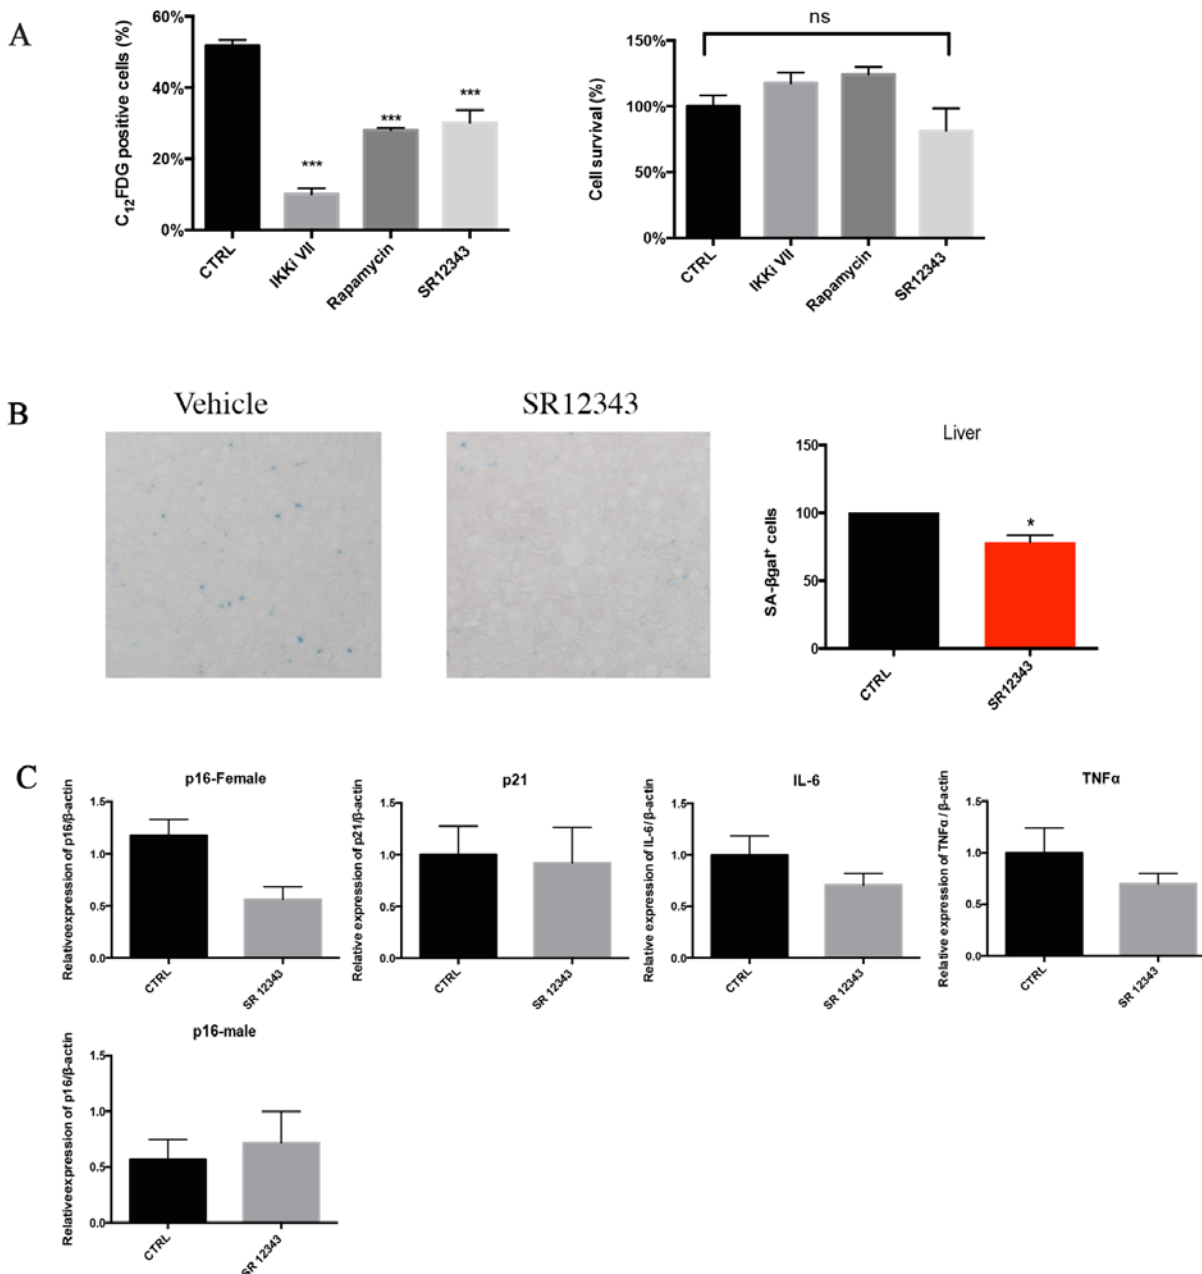 A
C12FDG positive cells (%)
60%
40%
20%
0%
***
***
***
CTRL
IKKi VII
Rapamycin
SR12343
ns
Cell survival (%)
150%
100%
50%
0%
CTRL
IKKi VII
Rapamycin
SR12343
B
Vehicle
SR12343
Liver
SA-βgal+ cells
150
100
50
0
*
CTRL
SR12343
C
p16-Female
Relativeexpression of p16/β-actin
1.5
1.0
0.5
0.0
CTRL
SR 12343
p21
Relative expression of p21/β-actin
1.5
1.0
0.5
0.0
CTRL
SR 12343
IL-6
Relative expression of IL-6/β-actin
1.5
1.0
0.5
0.0
CTRL
SR 12343
TNFα
Relative expression of TNFα / β-actin
1.5
1.0
0.5
0.0
CTRL
SR 12343
p16-male
Relativeexpression of p16/β-actin
1.5
1.0
0.5
0.0
CTRL
SR 12343